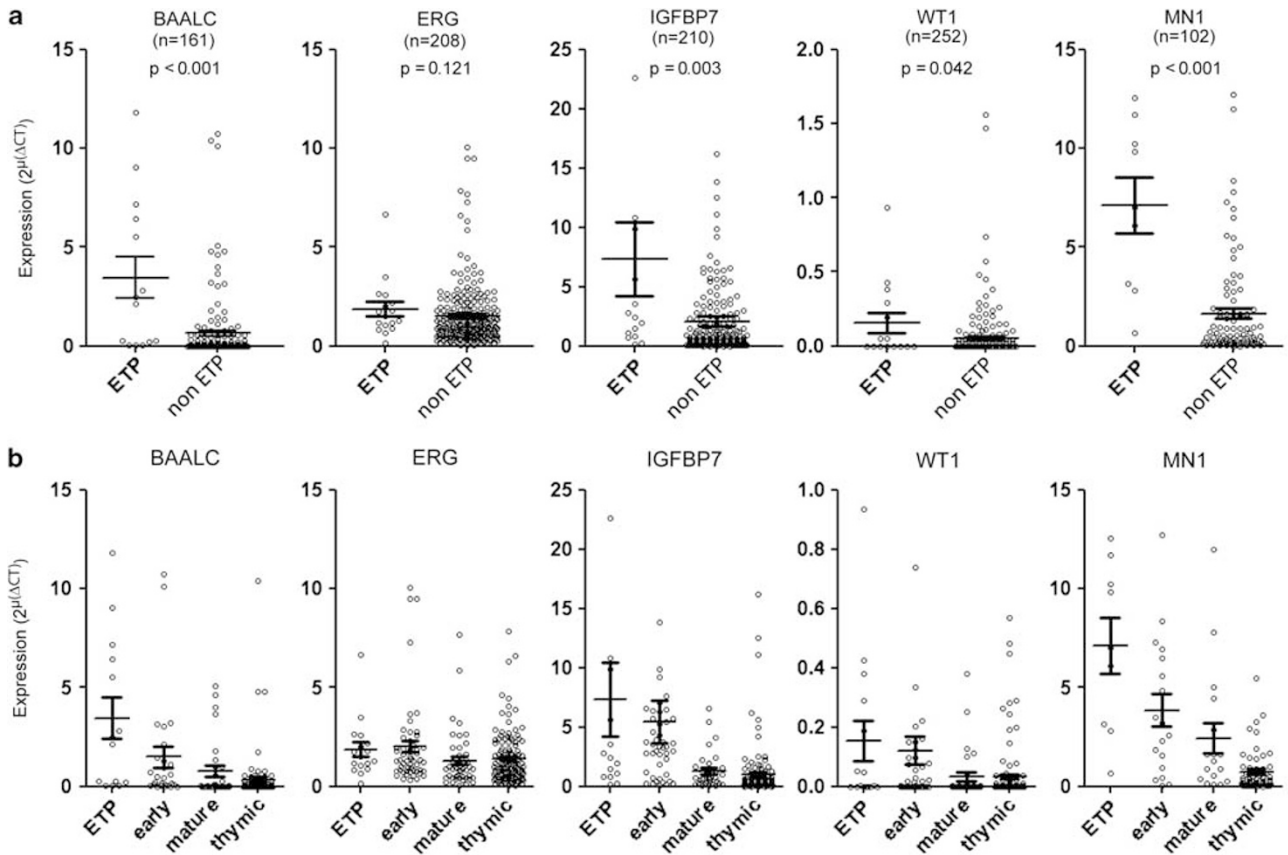 a
BAALC
(n=161)
p < 0.001
ERG
(n=208)
p = 0.121
IGFBP7
(n=210)
p = 0.003
WT1
(n=252)
p = 0.042
MN1
(n=102)
p < 0.001
Expression (2^μ(ΔCT))
15
10
5
0
ETP
non ETP
15
10
5
0
ETP
non ETP
25
20
15
10
5
0
ETP
non ETP
2.0
1.5
1.0
0.5
0.0
ETP
non ETP
15
10
5
0
ETP
non ETP
b
BAALC
ERG
IGFBP7
WT1
MN1
Expression (2^μ(ΔCT))
15
10
5
0
ETP
early
mature
thymic
15
10
5
0
ETP
early
mature
thymic
25
20
15
10
5
0
ETP
early
mature
thymic
1.0
0.8
0.6
0.4
0.2
0.0
ETP
early
mature
thymic
15
10
5
0
ETP
early
mature
thymic